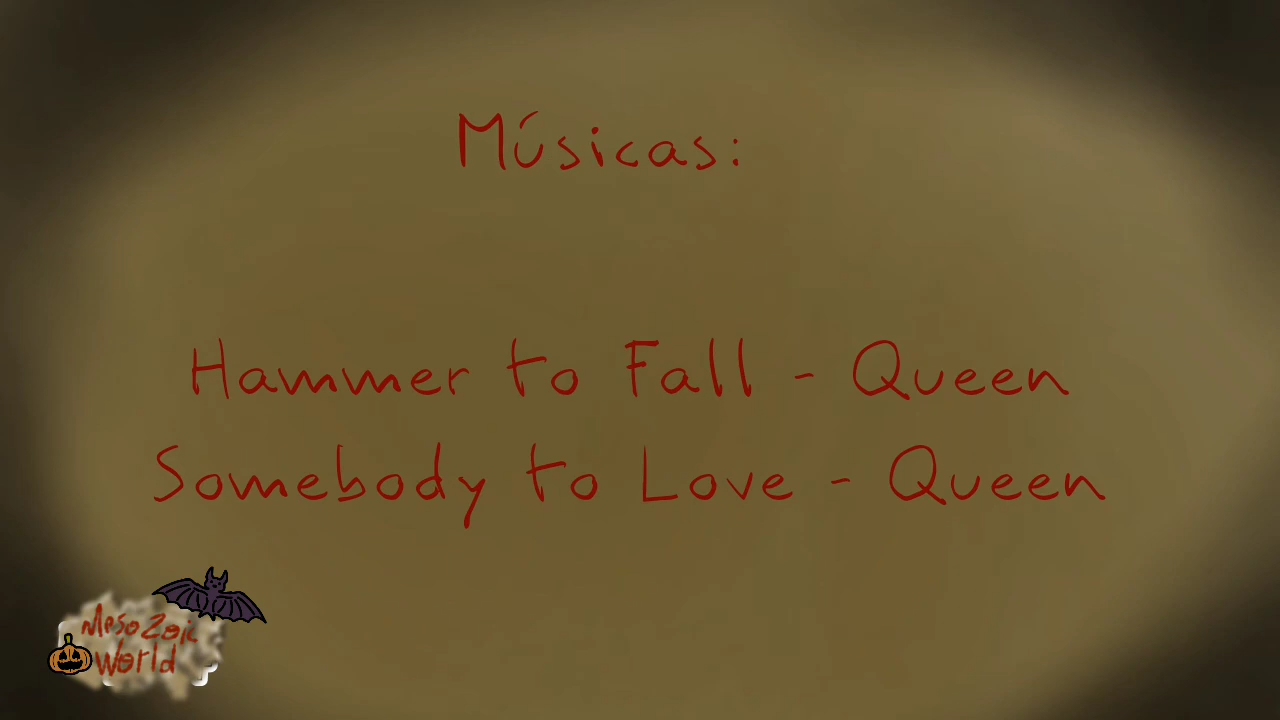 Músicas:
Hammer to Fall - Queen
Somebody to Love - Queen
MesoZoic
World